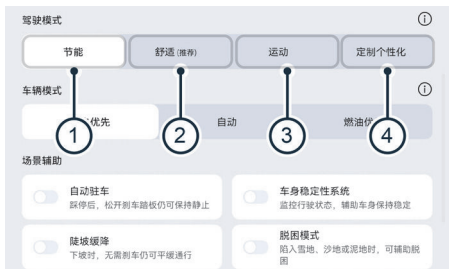 驾驶模式
节能
舒适(推荐)
运动
定制个性化
车辆模式
优先
自动
燃油优
1
2
3
4
场景辅助
自动驻车
踩停后,松开刹车踏板仍可保持静止
车身稳定性系统
监控行驶状态,辅助车身保持稳定
陡坡缓降
下坡时,无需刹车仍可平缓通行
脱困模式
陷入雪地、沙地或泥地时,可辅助脱
困